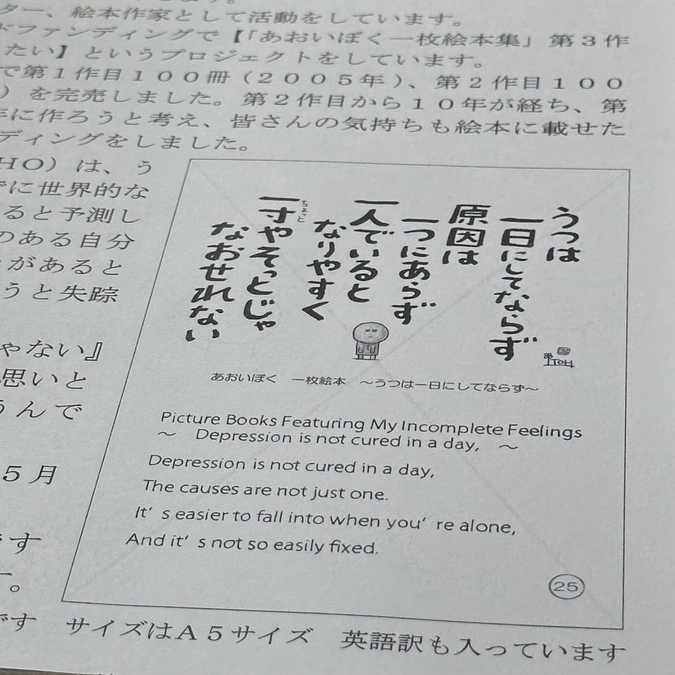 ター、絵本作家として活動をしています。
ドファンディングで【「あおいぼく一枚絵本集」第3作
たい】というプロジェクトをしています。
で第1作目100冊(2005年)、第2作目100
)を完売しました。第2作目から10年が経ち、第
に作ろうと考え、皆さんの気持ちも絵本に載せた
ディングをしました。
HO)は、う
でに世界的な
ると予測し
のある自分
があると
うと失踪
ゃない』
思いと
うんで
5月
です
す。
です
うつは
一日にしてならず
原因は
一つにあらず
一人でいると
なりやすく
一寸やそっとじゃ
ちょっと
なおせれない
ITOH
あおいぼく 一枚絵本 ~うつは一日にしてならず~
Picture Books Featuring My Incomplete Feelings
~ Depression is not cured in a day, ~
Depression is not cured in a day,
The causes are not just one.
It's easier to fall into when you're alone,
And it's not so easily fixed.
25
サイズはA5サイズ 英語訳も入っています